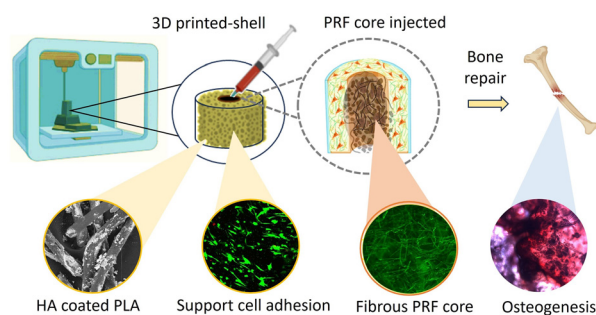 3D printed-shell
PRF core injected
Bone
repair
HA coated PLA
Support cell adhesion
Fibrous PRF core
Osteogenesis